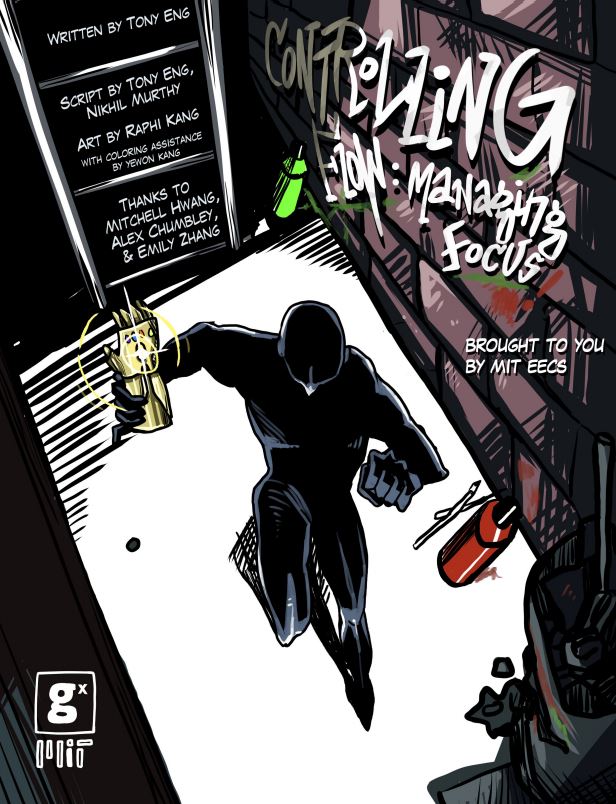 WRITTEN BY TONY ENG
SCRIPT BY TONY ENG,
NIKHIL MURTHY
ART BY RAPHI KANG
WITH COLORING ASSISTANCE
BY YEWON KANG
THANKS TO
MITCHELL HWANG,
ALEX CHUMBLEY,
& EMILY ZHANG
CONTROLLING
FLOW: MANAGING
FOCUS
BROUGHT TO YOU
BY MIT EECS
gx
MIT